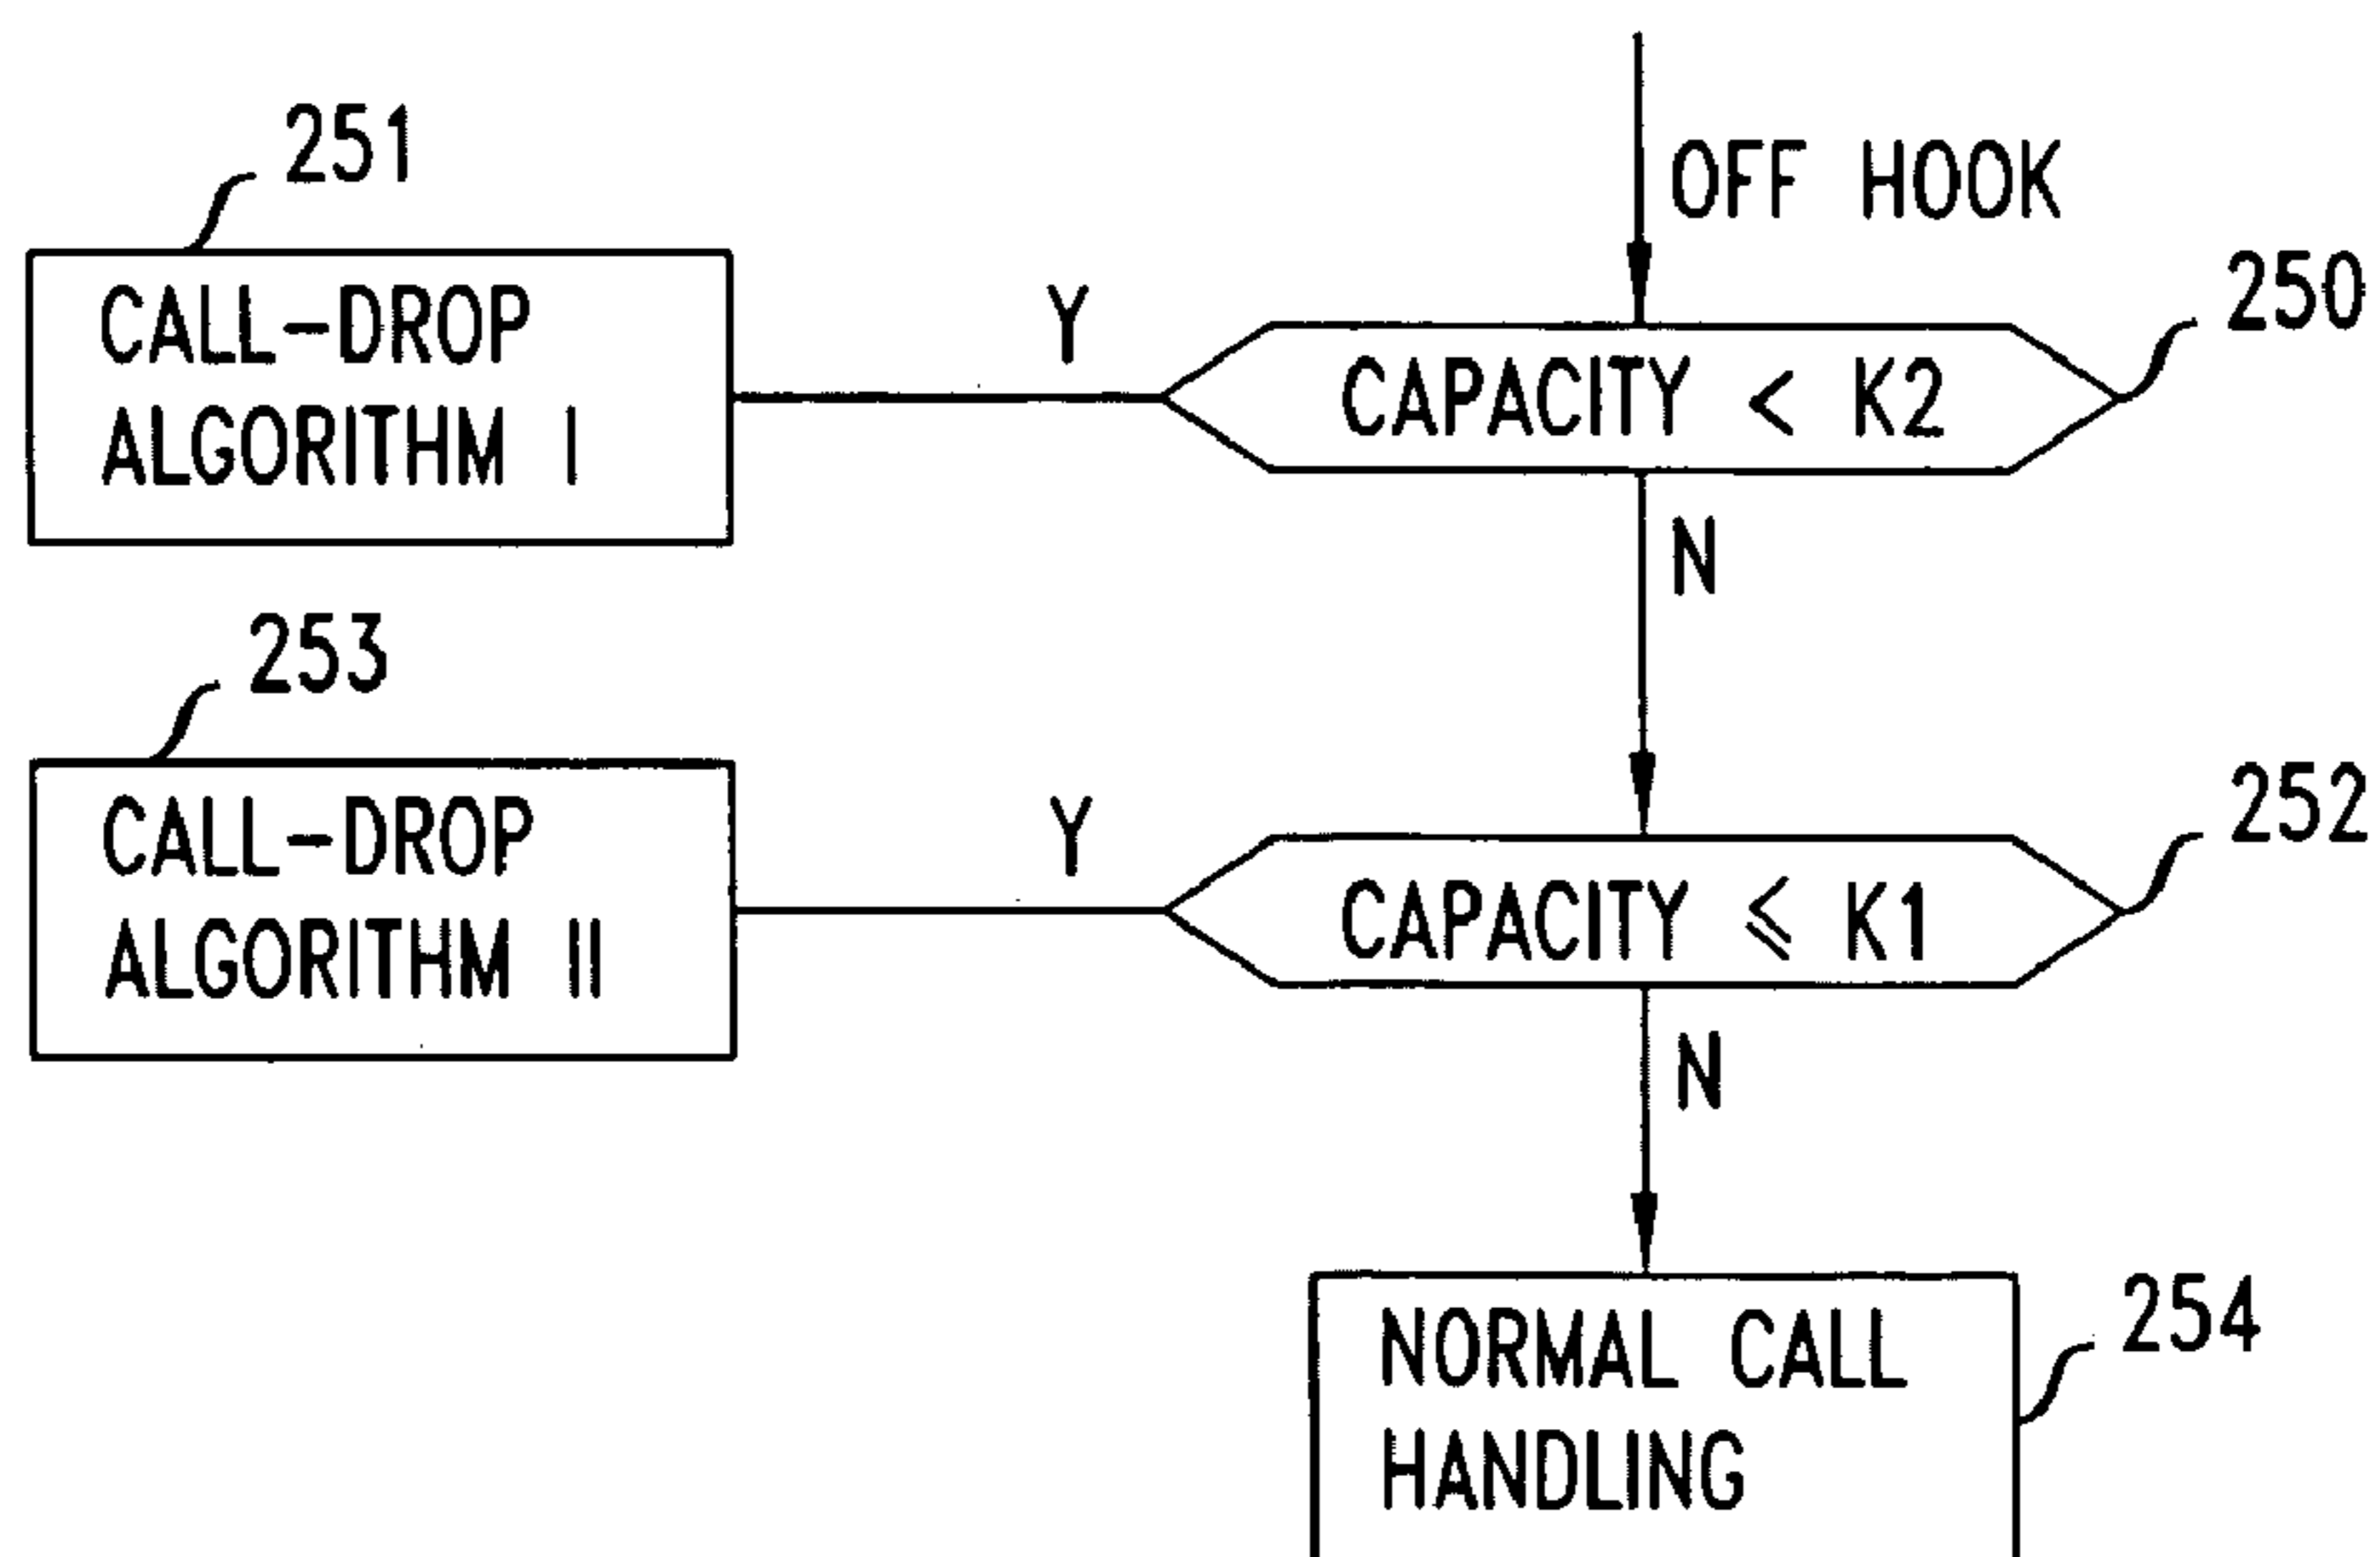 OFF HOOK
251
250
CALL-DROP
ALGORITHM I
Y
CAPACITY < K2
N
253
252
CALL-DROP
ALGORITHM II
Y
CAPACITY ⩽ K1
N
254
NORMAL CALL
HANDLING